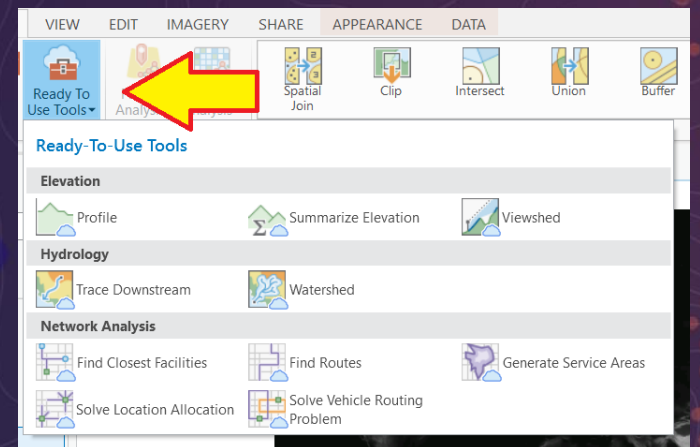 VIEW EDIT IMAGERY SHARE APPEARANCE DATA
Ready To
Use Tools
Spatial
Join
Clip
Intersect
Union
Buffer
Ready-To-Use Tools
Elevation
Profile
Summarize Elevation
Viewshed
Hydrology
Trace Downstream
Watershed
Network Analysis
Find Closest Facilities
Find Routes
Generate Service Areas
Solve Location Allocation
Solve Vehicle Routing
Problem